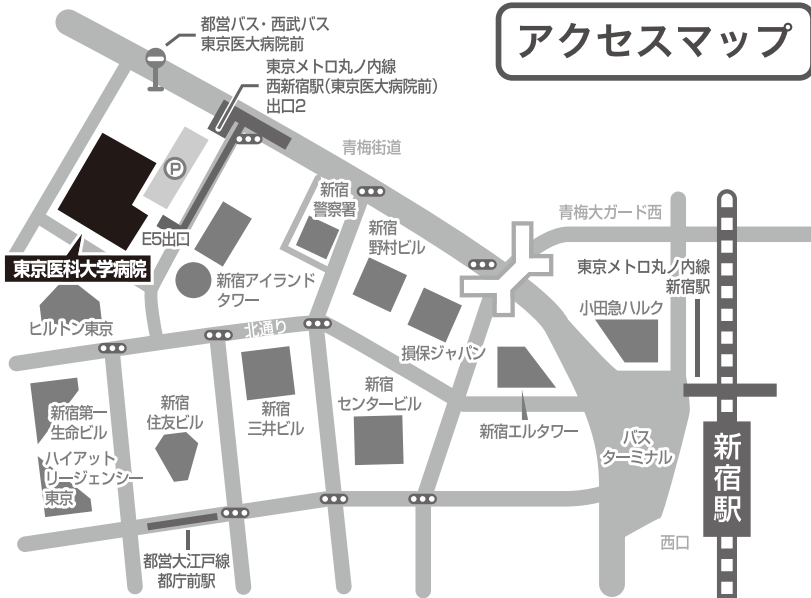 アクセスマップ
都営バス・西武バス
東京医大病院前
東京メトロ丸ノ内線
西新宿駅(東京医大病院前)
出口2
青梅街道
P
新宿
警察署
新宿
野村ビル
青梅大ガード西
E5出口
東京医科大学病院
新宿アイランド
タワー
東京メトロ丸ノ内線
新宿駅
小田急ハルク
ヒルトン東京
北通り
損保ジャパン
新宿第一
生命ビル
新宿
住友ビル
新宿
三井ビル
新宿
センタービル
新宿エルタワー
バス
ターミナル
新宿駅
ハイアット
リージェンシー
東京
西口
都営大江戸線
都庁前駅